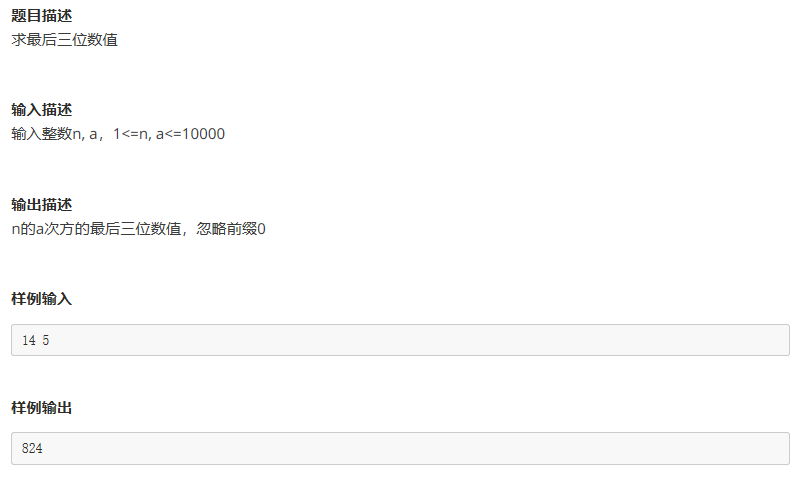 题目描述
求最后三位数值
输入描述
输入整数n, a，1<=n, a<=10000
输出描述
n的a次方的最后三位数值，忽略前缀0
样例输入
14 5
样例输出
824